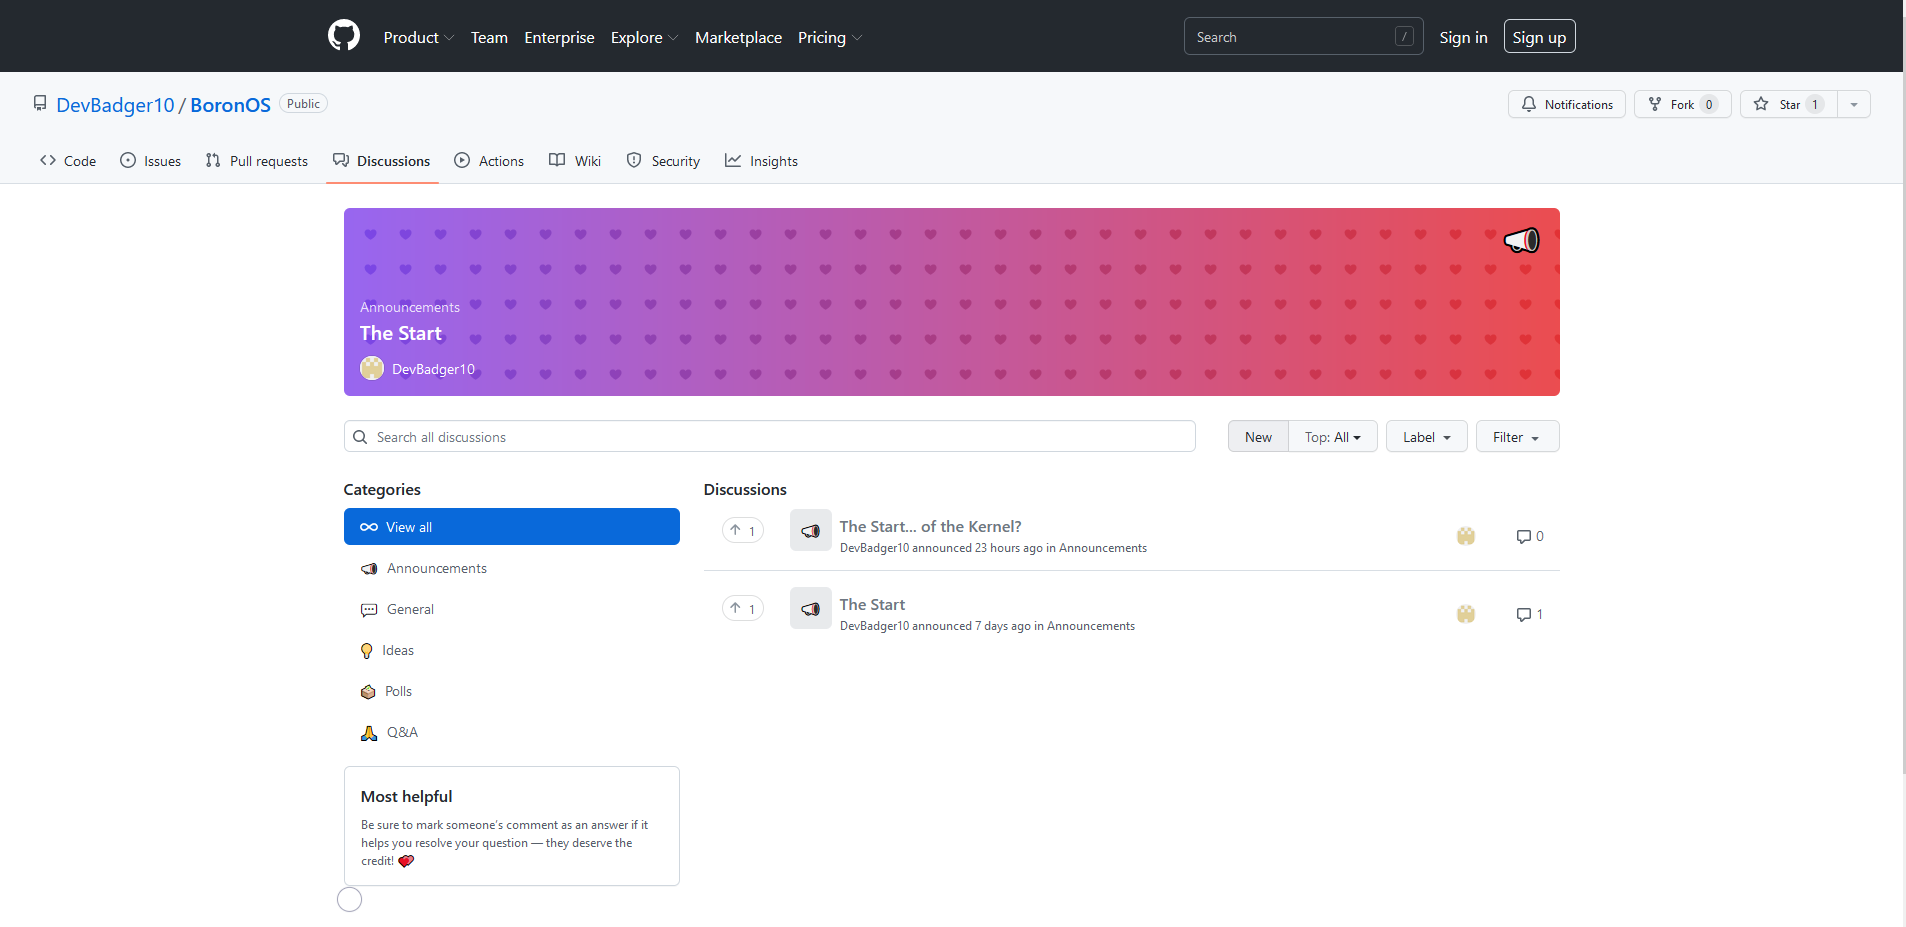 Product Team Enterprise Explore Marketplace Pricing Search / Sign in Sign up
DevBadger10 / BoronOS Public Notifications Fork 0 Star 1
Code Issues Pull requests Discussions Actions Wiki Security Insights
Announcements
The Start
DevBadger10
Search all discussions New Top: All Label Filter
Categories
View all
Announcements
General
Ideas
Polls
Q&A
Most helpful
Be sure to mark someone's comment as an answer if it
helps you resolve your question — they deserve the
credit!
Discussions
1 The Start... of the Kernel? 0
DevBadger10 announced 23 hours ago in Announcements
1 The Start 1
DevBadger10 announced 7 days ago in Announcements